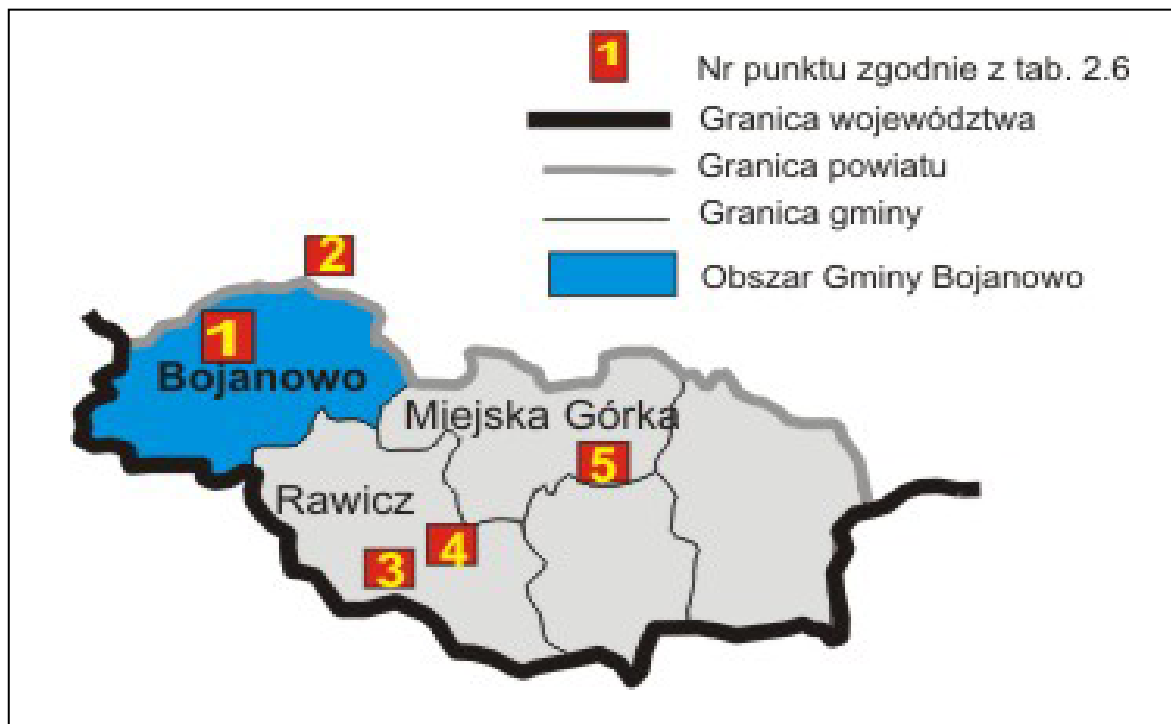 1 Nr punktu zgodnie z tab. 2.6
Granica województwa
Granica powiatu
Granica gminy
Obszar Gminy Bojanowo
2
1
Bojanowo
Miejska Górka
5
Rawicz
4
3